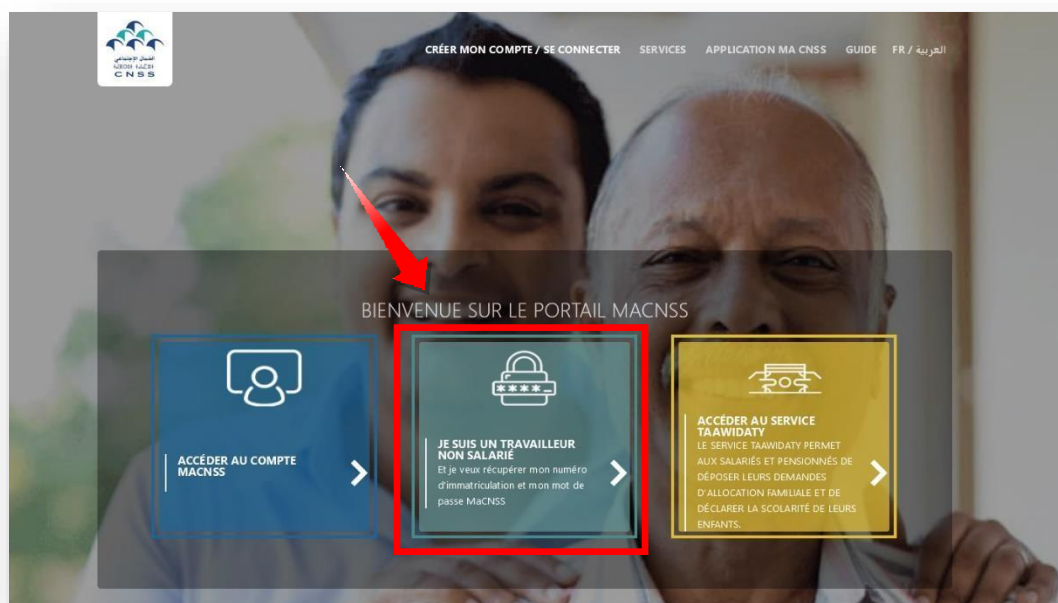 الضمان الإجتماعي
CNSS
CRÉER MON COMPTE / SE CONNECTER SERVICES APPLICATION MA CNSS GUIDE FR / العربية
BIENVENUE SUR LE PORTAIL MACNSS
ACCÉDER AU COMPTE
MACNSS
****_
JE SUIS UN TRAVAILLEUR
NON SALARIÉ
Et je veux récupérer mon numéro
d'immatriculation et mon mot de
passe MaCNSS
ACCÉDER AU SERVICE
TAAWIDATY
LE SERVICE TAAWIDATY PERMET
AUX SALARIÉS ET PENSIONNÉS DE
DÉPOSER LEURS DEMANDES
D'ALLOCATION FAMILIALE ET DE
DÉCLARER LA SCOLARITÉ DE LEURS
ENFANTS.